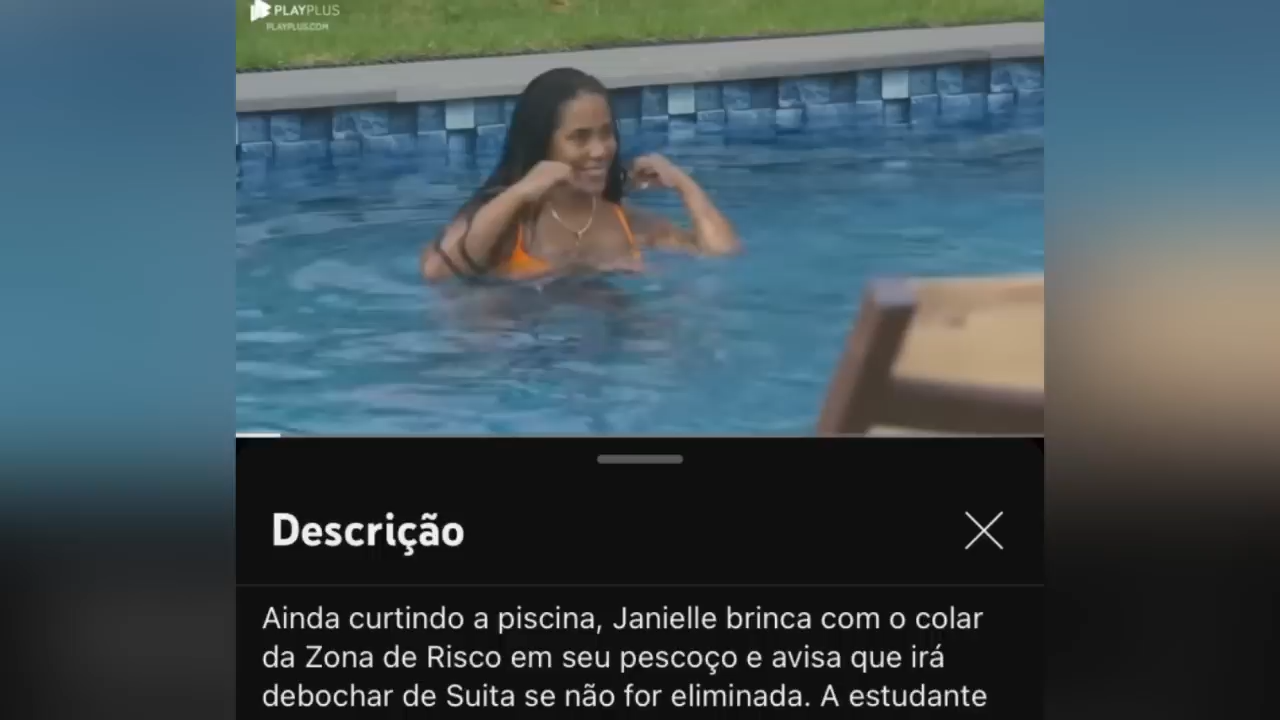 PLAYPLUS
PLAYPLUS.COM
Descrição
Ainda curtindo a piscina, Janielle brinca com o colar
da Zona de Risco em seu pescoço e avisa que irá
debochar de Suita se não for eliminada. A estudante